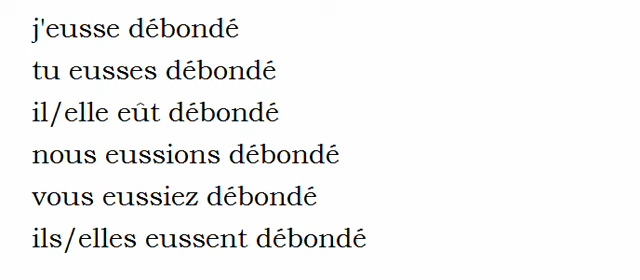 j'eusse débondé
tu eusses débondé
il/elle eût débondé
nous eussions débondé
vous eussiez débondé
ils/elles eussent débondé